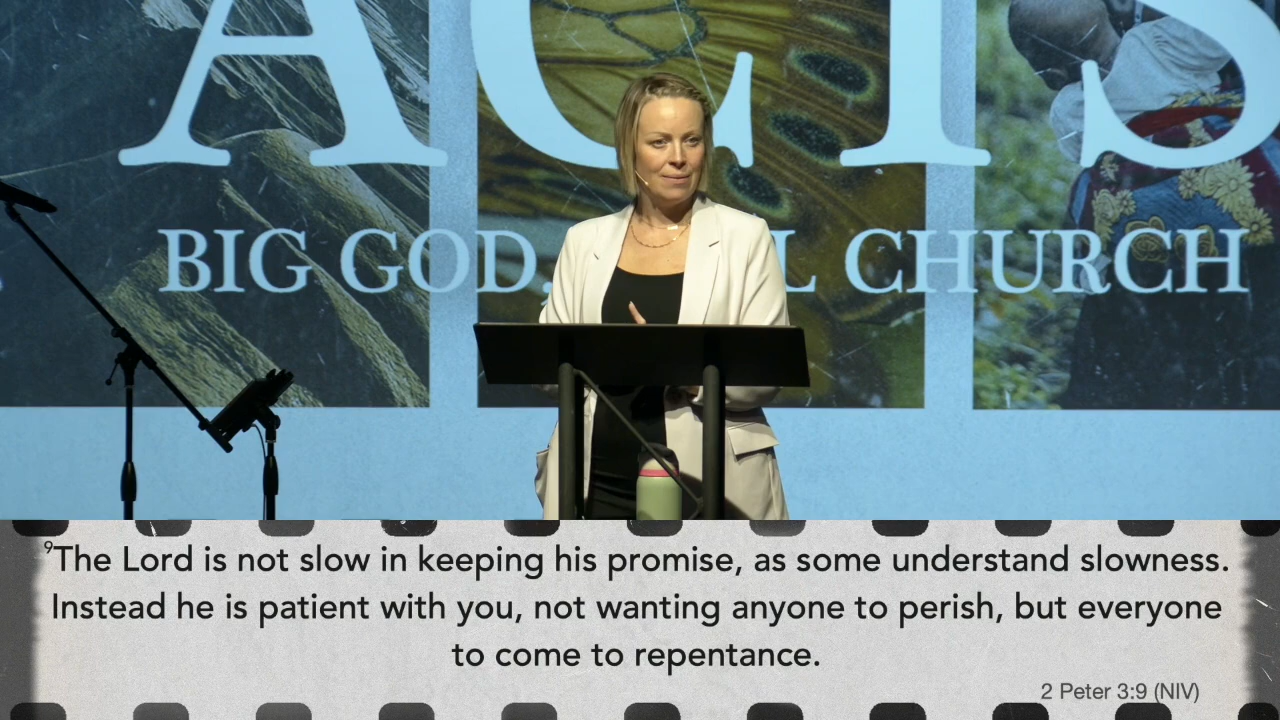 ACTS
BIG GOD. CHURCH
⁹The Lord is not slow in keeping his promise, as some understand slowness.
Instead he is patient with you, not wanting anyone to perish, but everyone
to come to repentance.
2 Peter 3:9 (NIV)